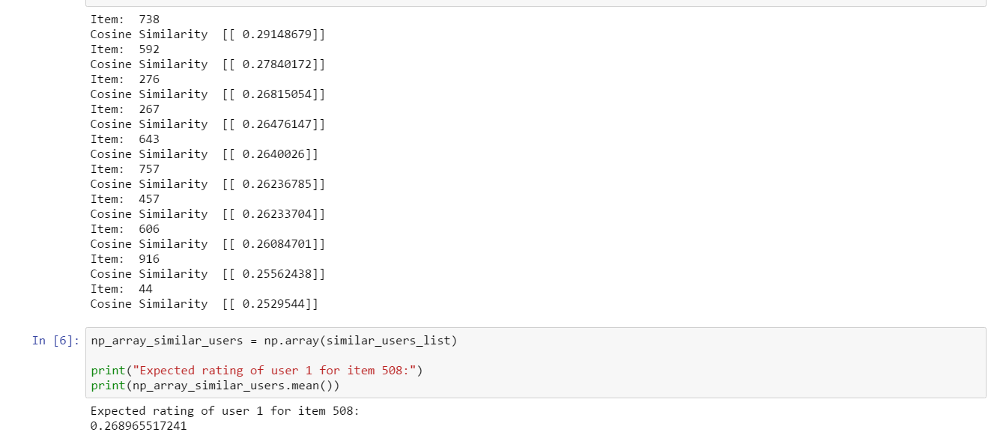 Item:  738
Cosine Similarity  [[ 0.29148679]]
Item:  592
Cosine Similarity  [[ 0.27840172]]
Item:  276
Cosine Similarity  [[ 0.26815054]]
Item:  267
Cosine Similarity  [[ 0.26476147]]
Item:  643
Cosine Similarity  [[ 0.2640026]]
Item:  757
Cosine Similarity  [[ 0.26236785]]
Item:  457
Cosine Similarity  [[ 0.26233704]]
Item:  606
Cosine Similarity  [[ 0.26084701]]
Item:  916
Cosine Similarity  [[ 0.25562438]]
Item:  44
Cosine Similarity  [[ 0.2529544]]
In [6]: np_array_similar_users = np.array(similar_users_list)
print("Expected rating of user 1 for item 508:")
print(np_array_similar_users.mean())
Expected rating of user 1 for item 508:
0.268965517241